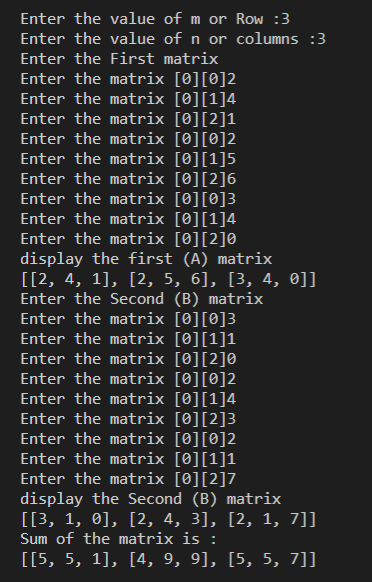 Enter the value of m or Row :3
Enter the value of n or columns :3
Enter the First matrix
Enter the matrix [0][0]2
Enter the matrix [0][1]4
Enter the matrix [0][2]1
Enter the matrix [0][0]2
Enter the matrix [0][1]5
Enter the matrix [0][2]6
Enter the matrix [0][0]3
Enter the matrix [0][1]4
Enter the matrix [0][2]0
display the first (A) matrix
[[2, 4, 1], [2, 5, 6], [3, 4, 0]]
Enter the Second (B) matrix
Enter the matrix [0][0]3
Enter the matrix [0][1]1
Enter the matrix [0][2]0
Enter the matrix [0][0]2
Enter the matrix [0][1]4
Enter the matrix [0][2]3
Enter the matrix [0][0]2
Enter the matrix [0][1]1
Enter the matrix [0][2]7
display the Second (B) matrix
[[3, 1, 0], [2, 4, 3], [2, 1, 7]]
Sum of the matrix is :
[[5, 5, 1], [4, 9, 9], [5, 5, 7]]